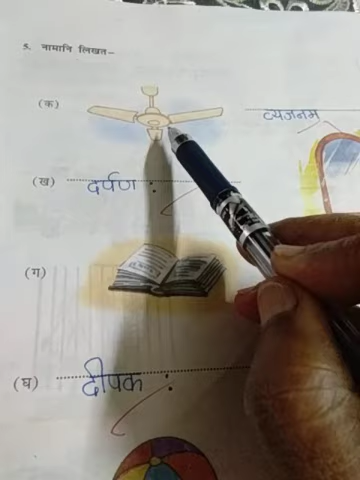 5. नामानि लिखत–
(क)
व्यजनम
(ख) दर्पण :
(ग)
(घ) दीपक :